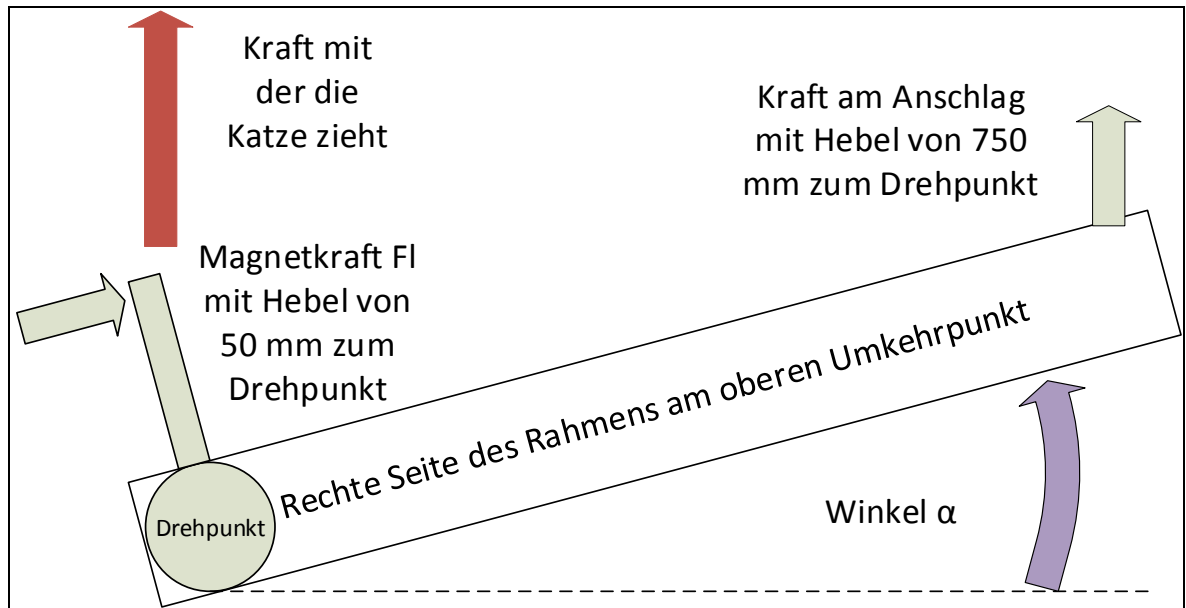 Kraft mit
der die
Katze zieht
Kraft am Anschlag
mit Hebel von 750
mm zum Drehpunkt
Magnetkraft Fl
mit Hebel von
50 mm zum
Drehpunkt
Rechte Seite des Rahmens am oberen Umkehrpunkt
Drehpunkt
Winkel α